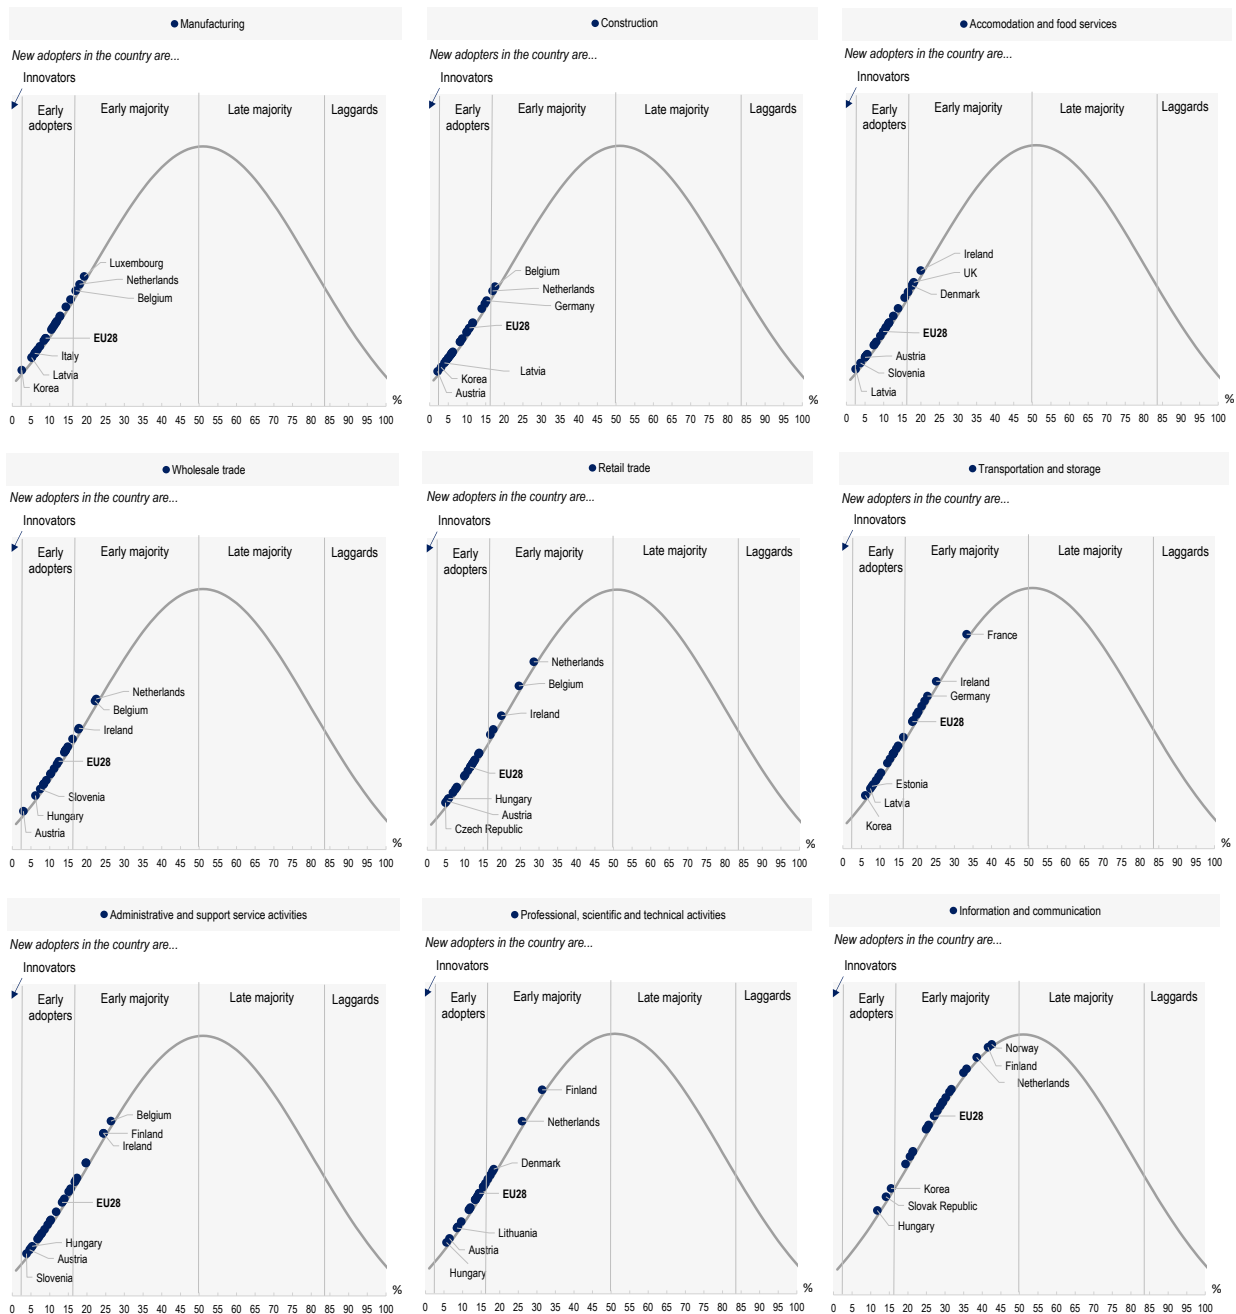 Manufacturing
New adopters in the country are...
Innovators
Early
adopters
Early majority
Late majority
Laggards
Luxembourg
Netherlands
Belgium
EU28
Italy
Latvia
Korea
%
0 5 10 15 20 25 30 35 40 45 50 55 60 65 70 75 80 85 90 95 100
Construction
New adopters in the country are...
Innovators
Early
adopters
Early majority
Late majority
Laggards
Belgium
Netherlands
Germany
EU28
Latvia
Korea
Austria
%
0 5 10 15 20 25 30 35 40 45 50 55 60 65 70 75 80 85 90 95 100
Accomodation and food services
New adopters in the country are...
Innovators
Early
adopters
Early majority
Late majority
Laggards
Ireland
UK
Denmark
EU28
Austria
Slovenia
Latvia
%
0 5 10 15 20 25 30 35 40 45 50 55 60 65 70 75 80 85 90 95 100
Wholesale trade
New adopters in the country are...
Innovators
Early
adopters
Early majority
Late majority
Laggards
Netherlands
Belgium
Ireland
EU28
Slovenia
Hungary
Austria
%
0 5 10 15 20 25 30 35 40 45 50 55 60 65 70 75 80 85 90 95 100
Retail trade
New adopters in the country are...
Innovators
Early
adopters
Early majority
Late majority
Laggards
Netherlands
Belgium
Ireland
EU28
Hungary
Austria
Czech Republic
%
0 5 10 15 20 25 30 35 40 45 50 55 60 65 70 75 80 85 90 95 100
Transportation and storage
New adopters in the country are...
Innovators
Early
adopters
Early majority
Late majority
Laggards
France
Ireland
Germany
EU28
Estonia
Latvia
Korea
%
0 5 10 15 20 25 30 35 40 45 50 55 60 65 70 75 80 85 90 95 100
Administrative and support service activities
New adopters in the country are...
Innovators
Early
adopters
Early majority
Late majority
Laggards
Belgium
Finland
Ireland
EU28
Hungary
Austria
Slovenia
%
0 5 10 15 20 25 30 35 40 45 50 55 60 65 70 75 80 85 90 95 100
Professional, scientific and technical activities
New adopters in the country are...
Innovators
Early
adopters
Early majority
Late majority
Laggards
Finland
Netherlands
Denmark
EU28
Lithuania
Austria
Hungary
%
0 5 10 15 20 25 30 35 40 45 50 55 60 65 70 75 80 85 90 95 100
Information and communication
New adopters in the country are...
Innovators
Early
adopters
Early majority
Late majority
Laggards
Norway
Finland
Netherlands
EU28
Korea
Slovak Republic
Hungary
%
0 5 10 15 20 25 30 35 40 45 50 55 60 65 70 75 80 85 90 95 100